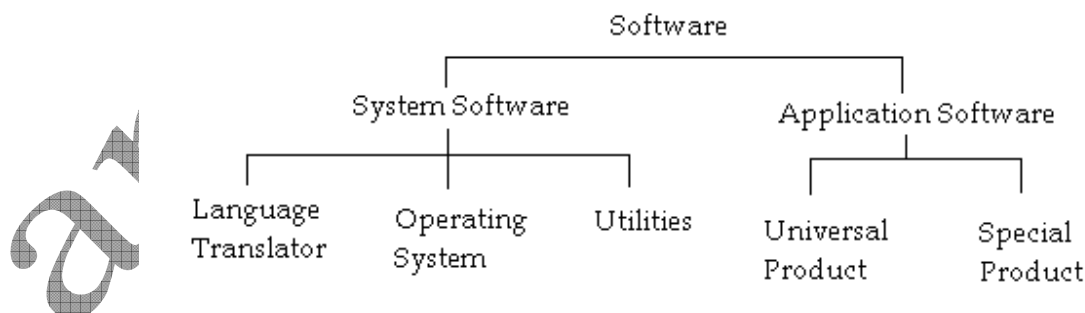 Software
System Software
Application Software
Language
Translator
Operating
System
Utilities
Universal
Product
Special
Product